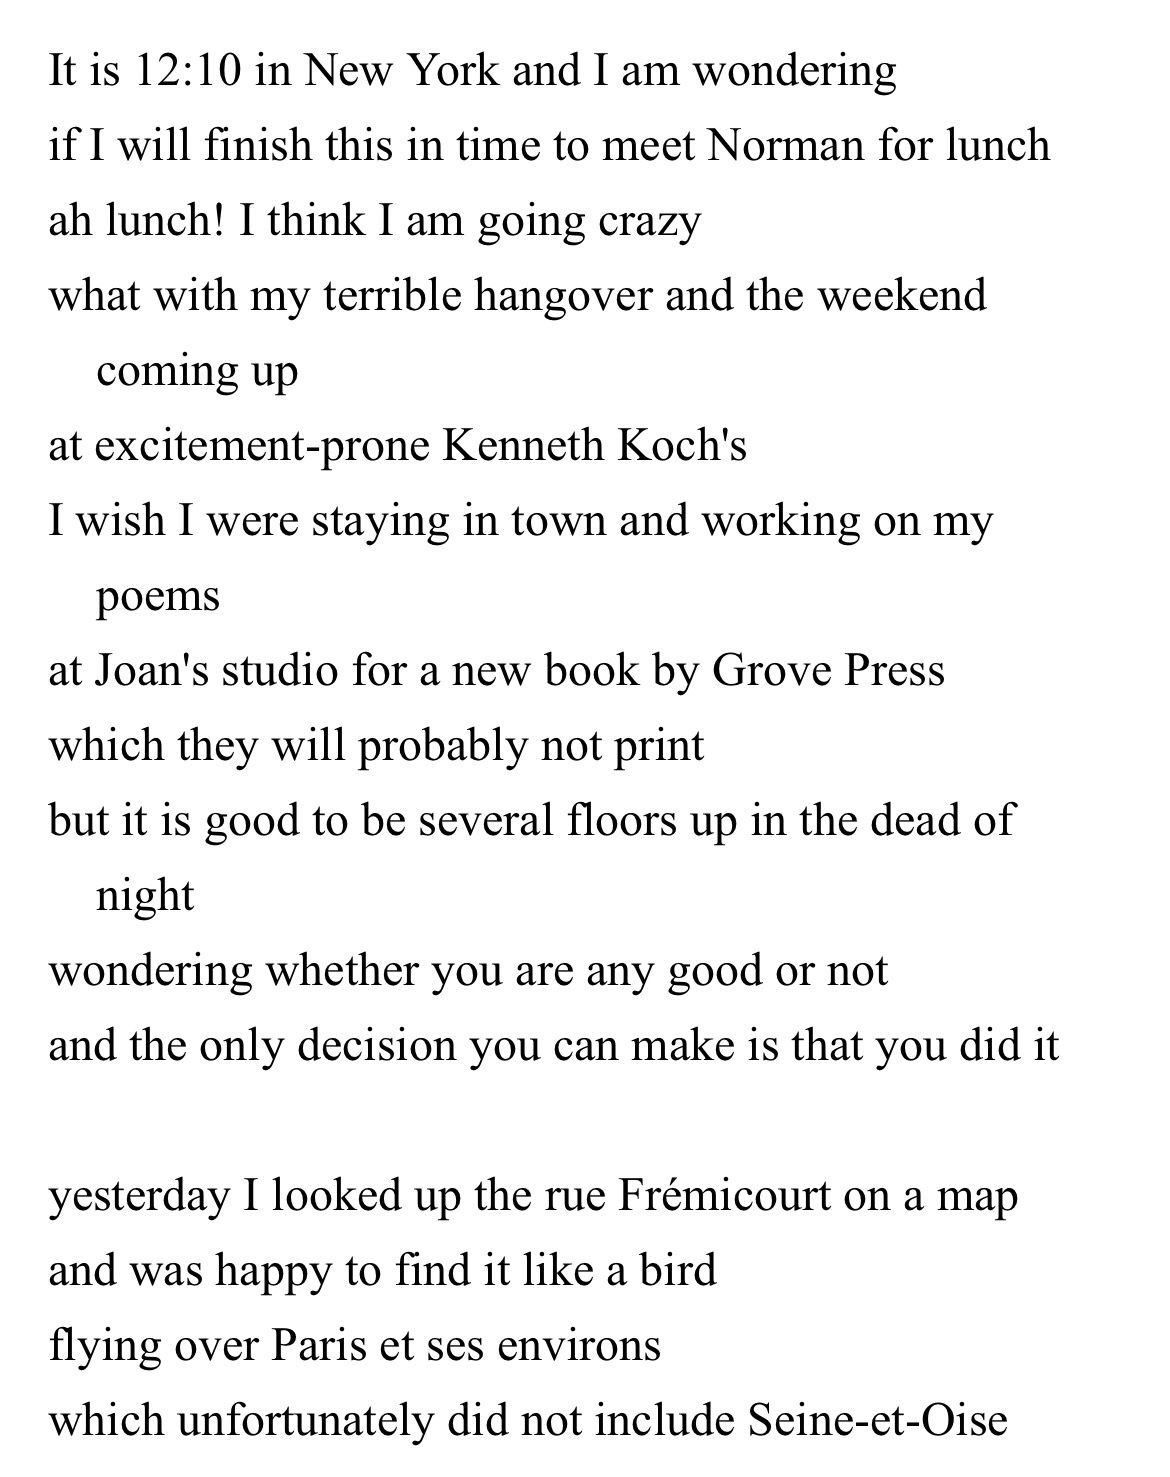 It is 12:10 in New York and I am wondering
if I will finish this in time to meet Norman for lunch
ah lunch! I think I am going crazy
what with my terrible hangover and the weekend
coming up
at excitement-prone Kenneth Koch's
I wish I were staying in town and working on my
poems
at Joan's studio for a new book by Grove Press
which they will probably not print
but it is good to be several floors up in the dead of
night
wondering whether you are any good or not
and the only decision you can make is that you did it

yesterday I looked up the rue Frémicourt on a map
and was happy to find it like a bird
flying over Paris et ses environs
which unfortunately did not include Seine-et-Oise